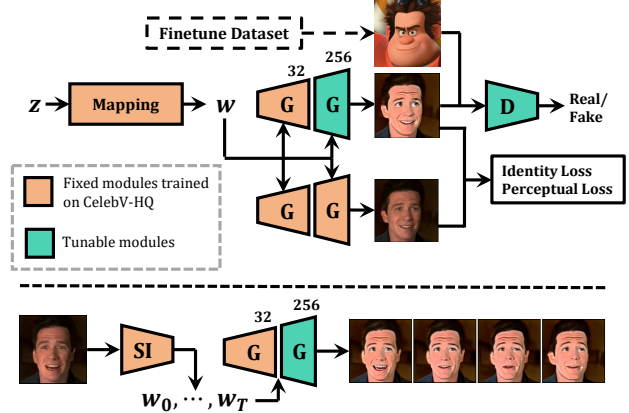 Finetune Dataset
32
256
z
Mapping
w
G
G
D
Real/
Fake
Fixed modules trained
on CelebV-HQ
Tunable modules
G
G
Identity Loss
Perceptual Loss
SI
32
256
G
G
w₀, ⋯ , w_T